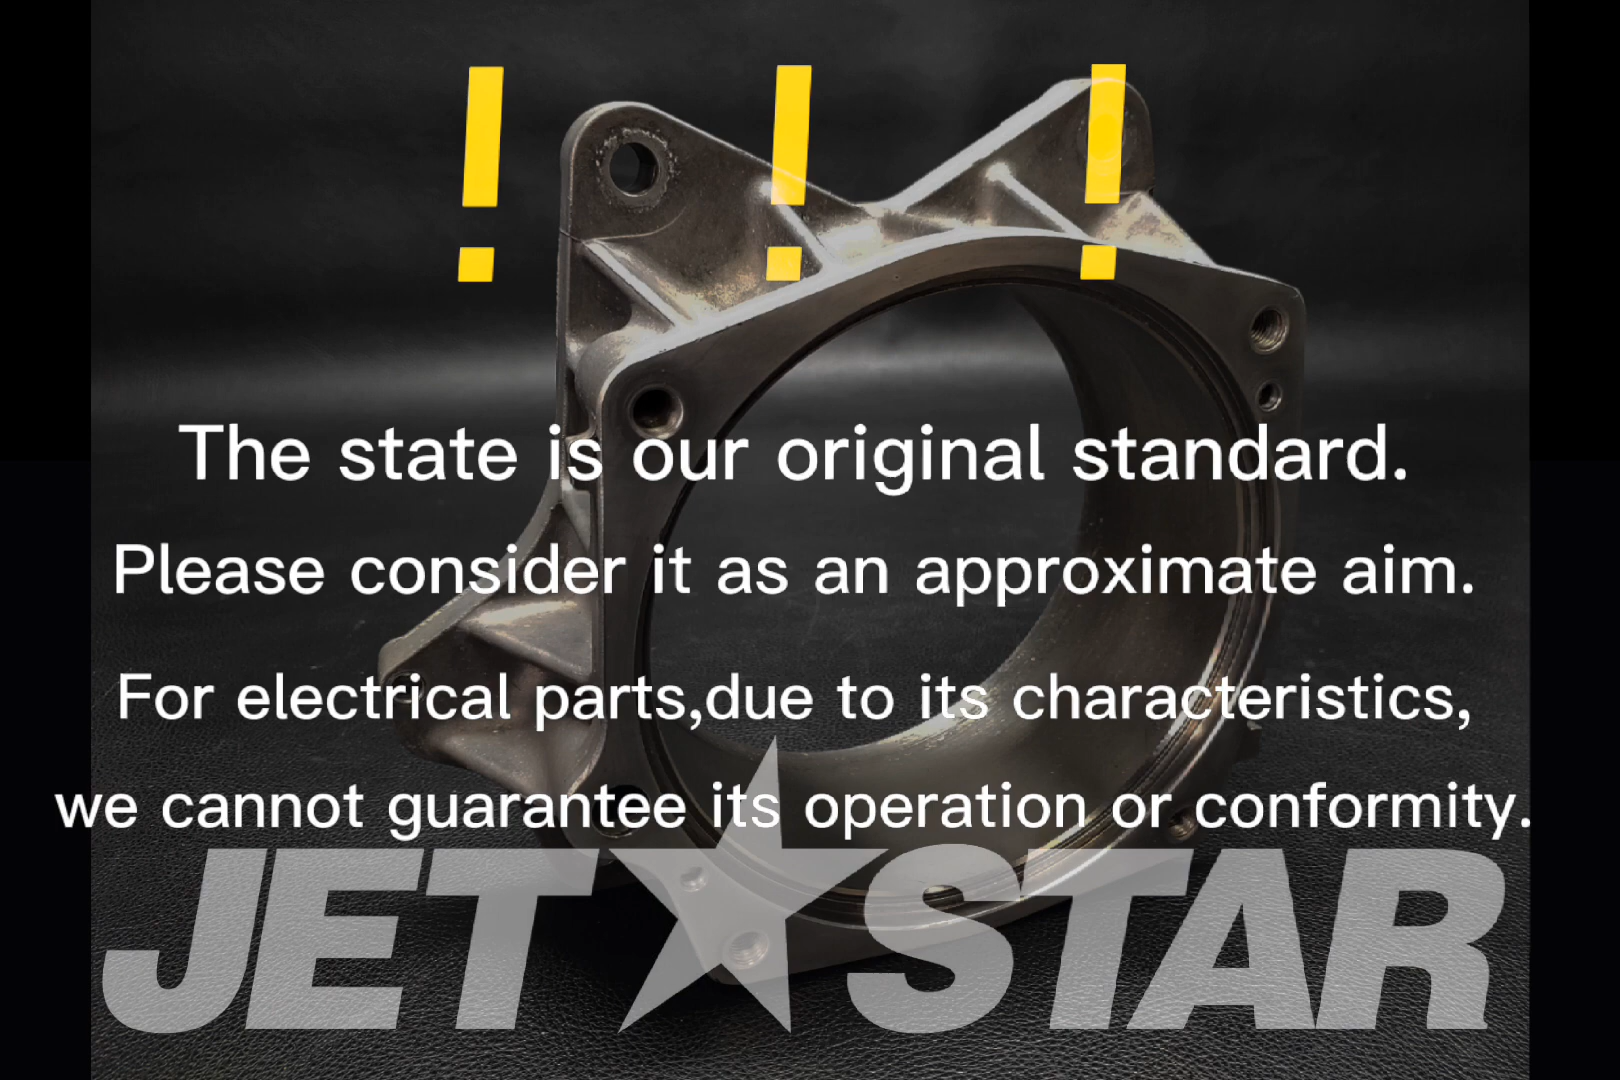 ! ! !
The state is our original standard.
Please consider it as an approximate aim.
For electrical parts,due to its characteristics,
we cannot guarantee its operation or conformity.
JET★STAR